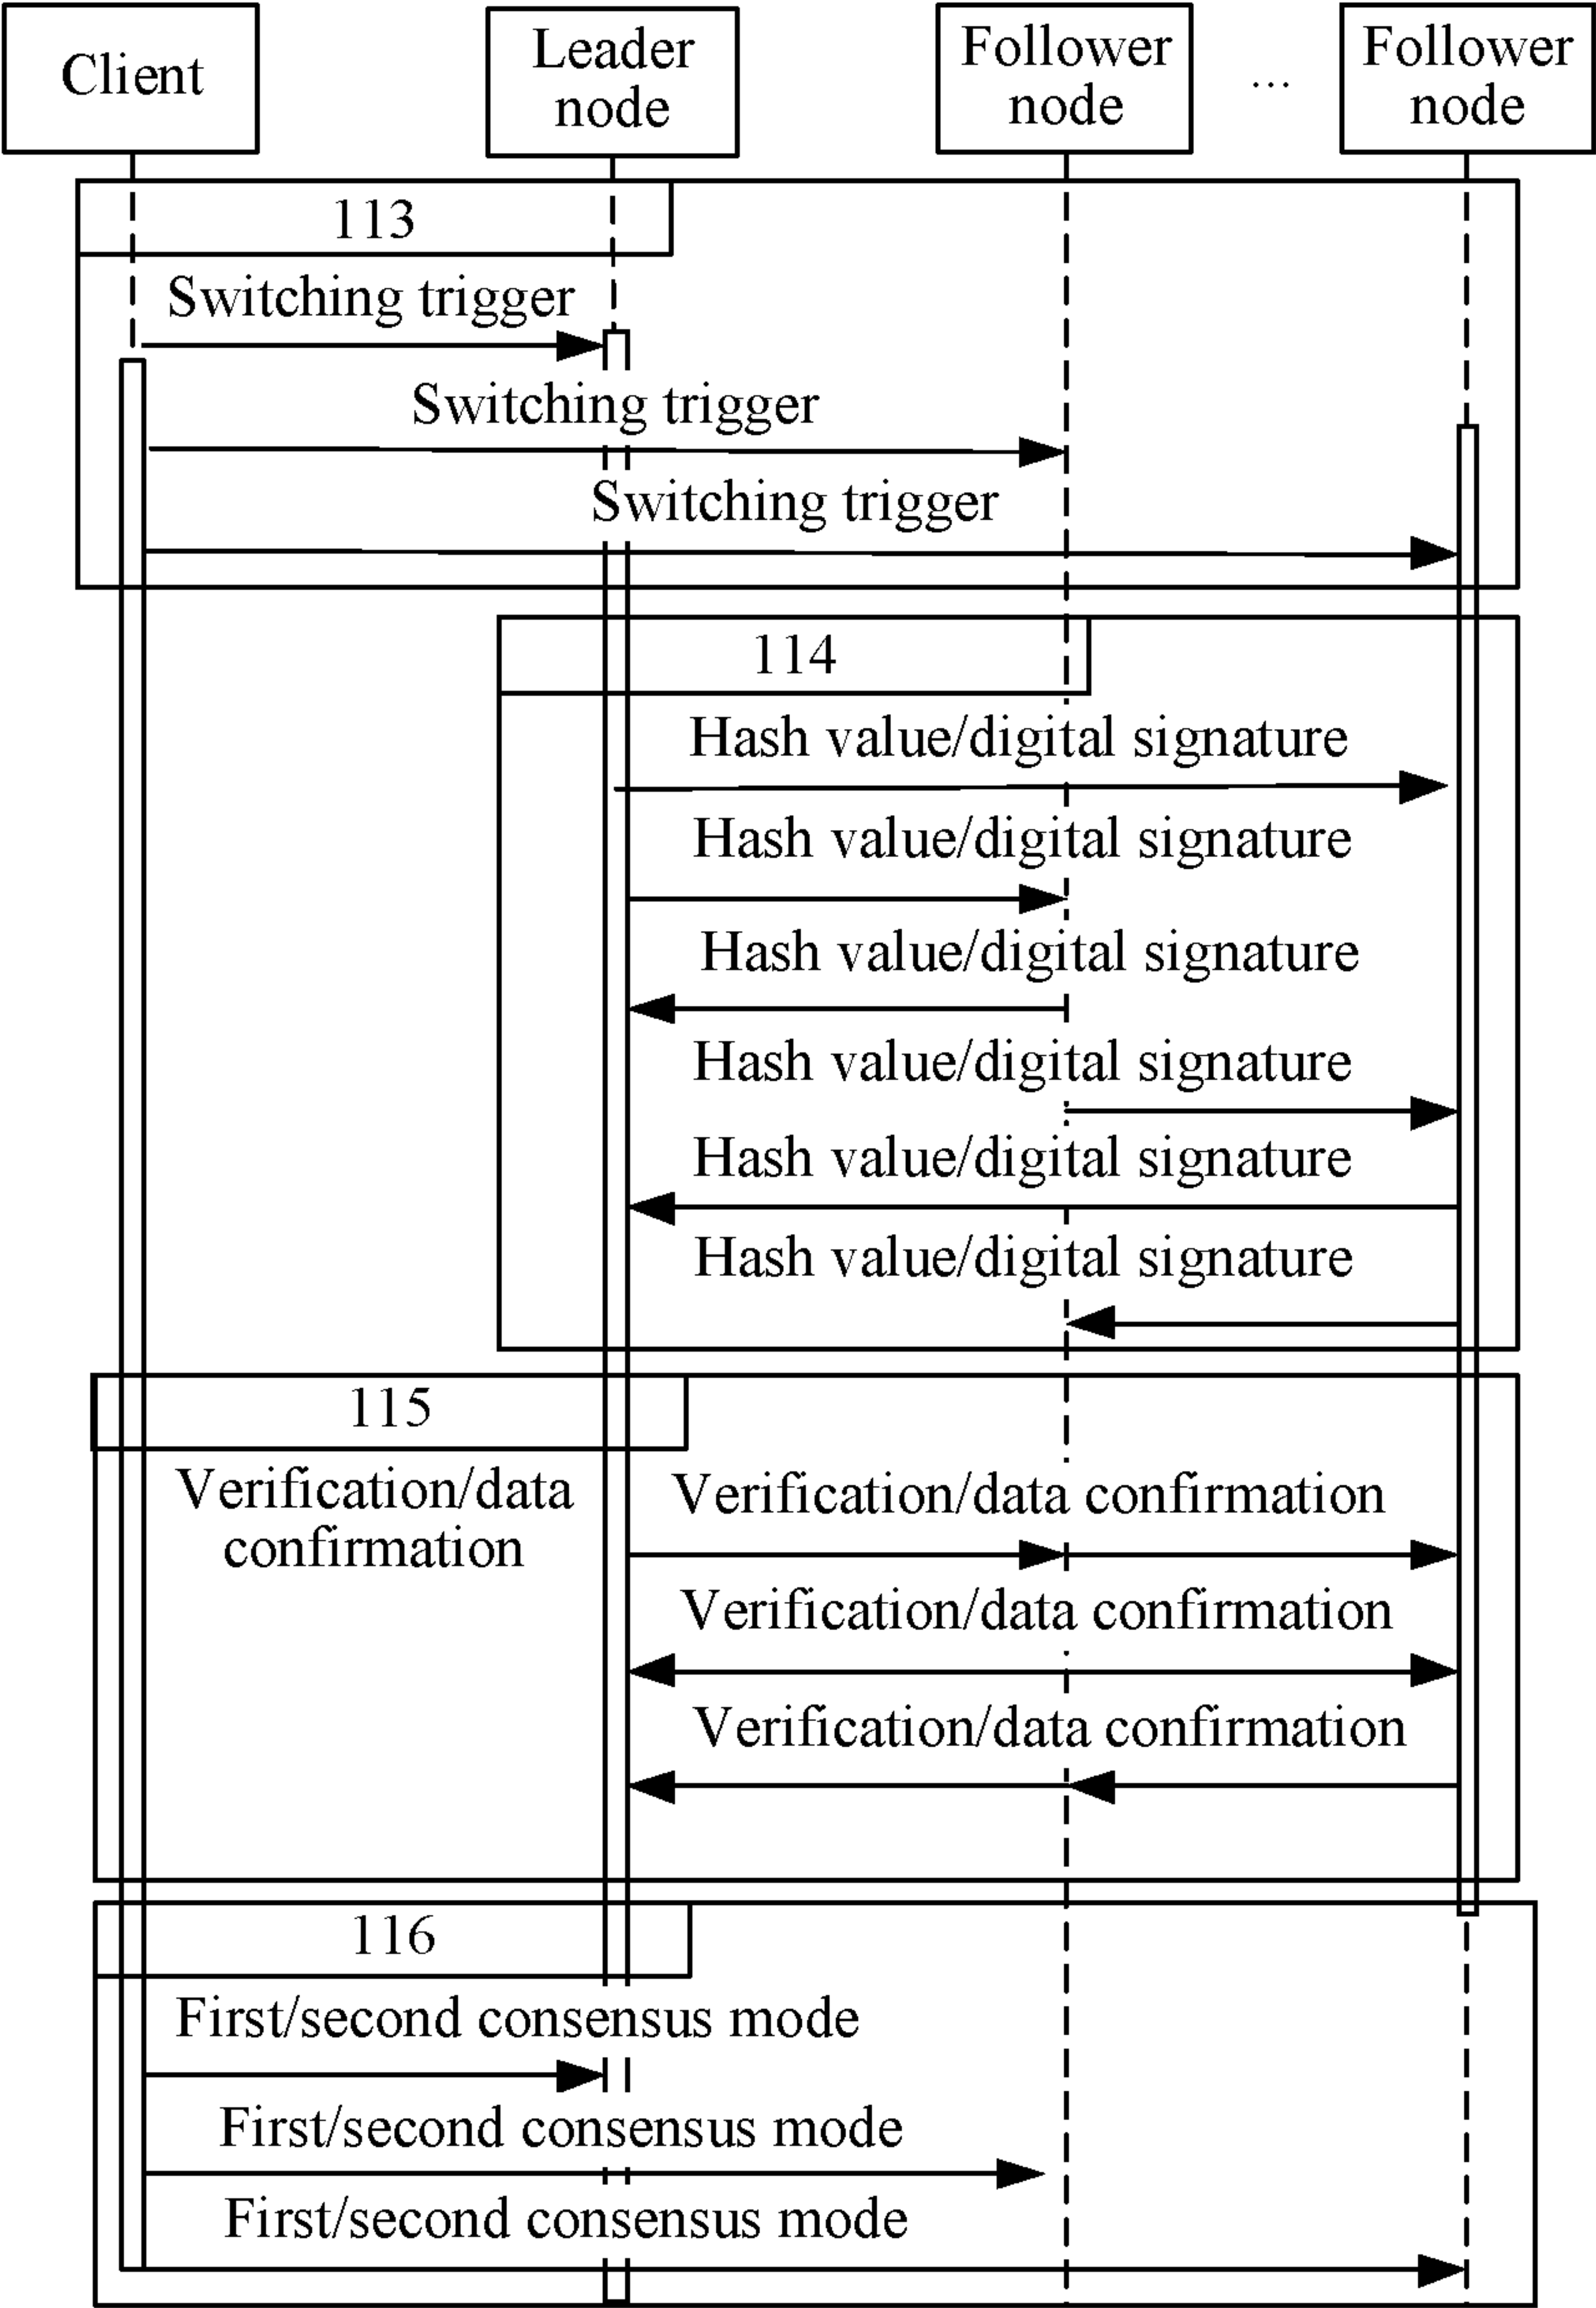 Client
Leader
node
Follower
node
...
Follower
node
113
Switching trigger
Switching trigger
Switching trigger
114
Hash value/digital signature
Hash value/digital signature
Hash value/digital signature
Hash value/digital signature
Hash value/digital signature
Hash value/digital signature
115
Verification/data
confirmation
Verification/data confirmation
Verification/data confirmation
Verification/data confirmation
116
First/second consensus mode
First/second consensus mode
First/second consensus mode